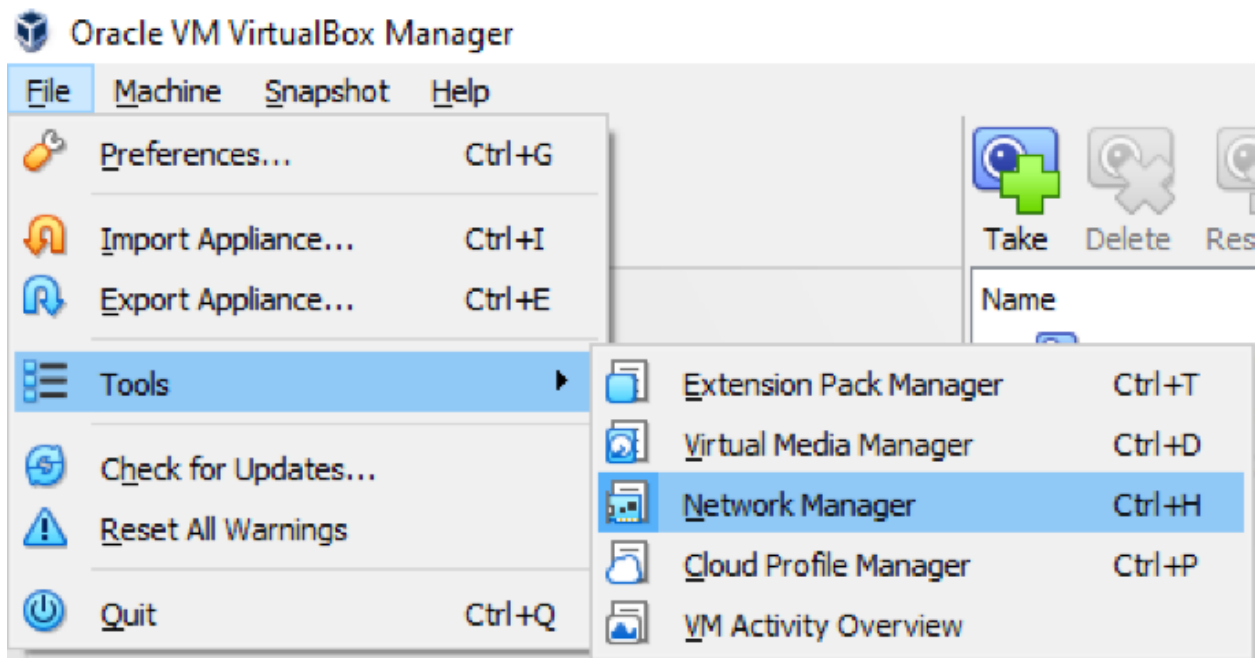 Oracle VM VirtualBox Manager
File Machine Snapshot Help
Preferences... Ctrl+G
Import Appliance... Ctrl+I
Export Appliance... Ctrl+E
Tools
Check for Updates...
Reset All Warnings
Quit Ctrl+Q
Take Delete Res
Name
Extension Pack Manager Ctrl+T
Virtual Media Manager Ctrl+D
Network Manager Ctrl+H
Cloud Profile Manager Ctrl+P
VM Activity Overview